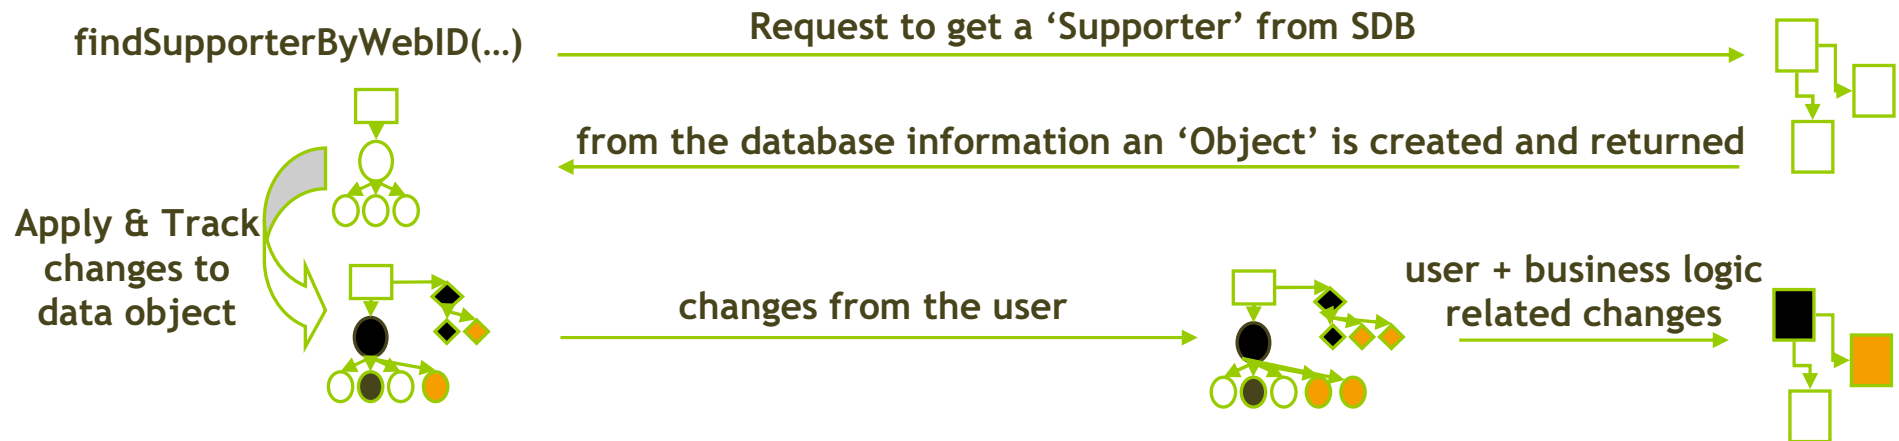 findSupporterByWebID(…)
Request to get a ‘Supporter’ from SDB
from the database information an ‘Object’ is created and returned
Apply & Track
changes to
data object
changes from the user
user + business logic
related changes